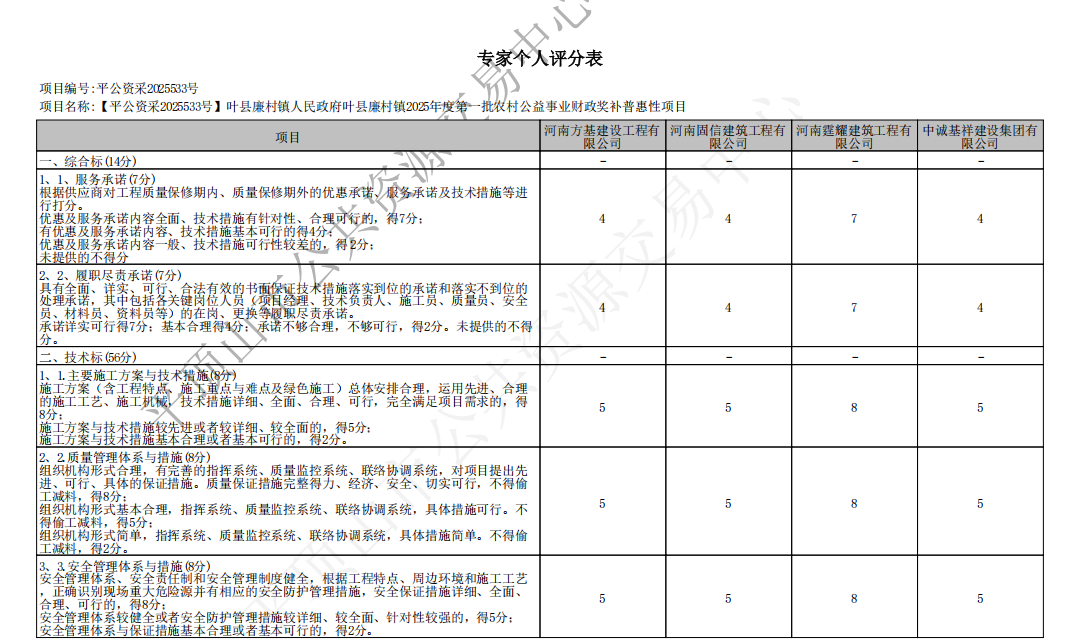 专家个人评分表
项目编号:平公资采2025533号
项目名称:【平公资采2025533号】叶县廉村镇人民政府叶县廉村镇2025年度第一批农村公益事业财政奖补普惠性项目
项目
河南方基建设工程有
限公司
河南固信建筑工程有
限公司
河南霆耀建筑工程有
限公司
中诚基祥建设集团有
限公司
一、综合标(14分)
-
-
-
-
1、1、服务承诺(7分)
根据供应商对工程质量保修期内、质量保修期外的优惠承诺、服务承诺及技术措施等进
行打分。
优惠及服务承诺内容全面、技术措施有针对性、合理可行的，得7分；
有优惠及服务承诺内容、技术措施基本可行的得4分；
优惠及服务承诺内容一般、技术措施可行性较差的，得2分；
未提供的不得分
4
4
7
4
2、2、履职尽责承诺(7分)
具有全面、详实、可行、合法有效的书面保证技术措施落实到位的承诺和落实不到位的
处理承诺，其中包括各关键岗位人员（项目经理、技术负责人、施工员、质量员、安全
员、材料员、资料员等）的在岗、更换等履职尽责承诺。
承诺详实可行得7分；基本合理得4分；承诺不够合理，不够可行，得2分。未提供的不得
分。
4
4
7
4
二、技术标(56分)
-
-
-
-
1、1.主要施工方案与技术措施(8分)
施工方案（含工程特点、施工重点与难点及绿色施工）总体安排合理，运用先进、合理
的施工工艺、施工机械，技术措施详细、全面、合理、可行，完全满足项目需求的，得
8分；
施工方案与技术措施较先进或者较详细、较全面的，得5分；
施工方案与技术措施基本合理或者基本可行的，得2分。
5
5
8
5
2、2.质量管理体系与措施(8分)
组织机构形式合理，有完善的指挥系统、质量监控系统、联络协调系统，对项目提出先
进、可行、具体的保证措施。质量保证措施完整得力、经济、安全、切实可行，不得偷
工减料，得8分；
组织机构形式基本合理，指挥系统、质量监控系统、联络协调系统，具体措施可行。不
得偷工减料，得5分；
组织机构形式简单，指挥系统、质量监控系统、联络协调系统，具体措施简单。不得偷
工减料，得2分。
5
5
8
5
3、3.安全管理体系与措施(8分)
安全管理体系、安全责任制和安全管理制度健全，根据工程特点、周边环境和施工工艺
，正确识别现场重大危险源并有相应的安全防护管理措施，安全保证措施详细、全面、
合理、可行的，得8分；
安全管理体系较健全或者安全防护管理措施较详细、较全面、针对性较强的，得5分；
安全管理体系与保证措施基本合理或者基本可行的，得2分。
5
5
8
5
平顶山市公共资源交易中心
平顶山市公共资源交易中心